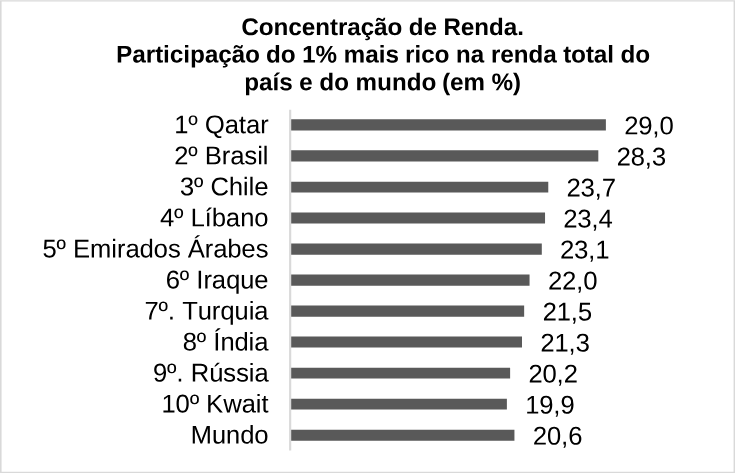 Concentração de Renda.
Participação do 1% mais rico na renda total do
país e do mundo (em %)
1º Qatar 29,0
2º Brasil 28,3
3º Chile 23,7
4º Líbano 23,4
5º Emirados Árabes 23,1
6º Iraque 22,0
7º. Turquia 21,5
8º Índia 21,3
9º. Rússia 20,2
10º Kwait 19,9
Mundo 20,6